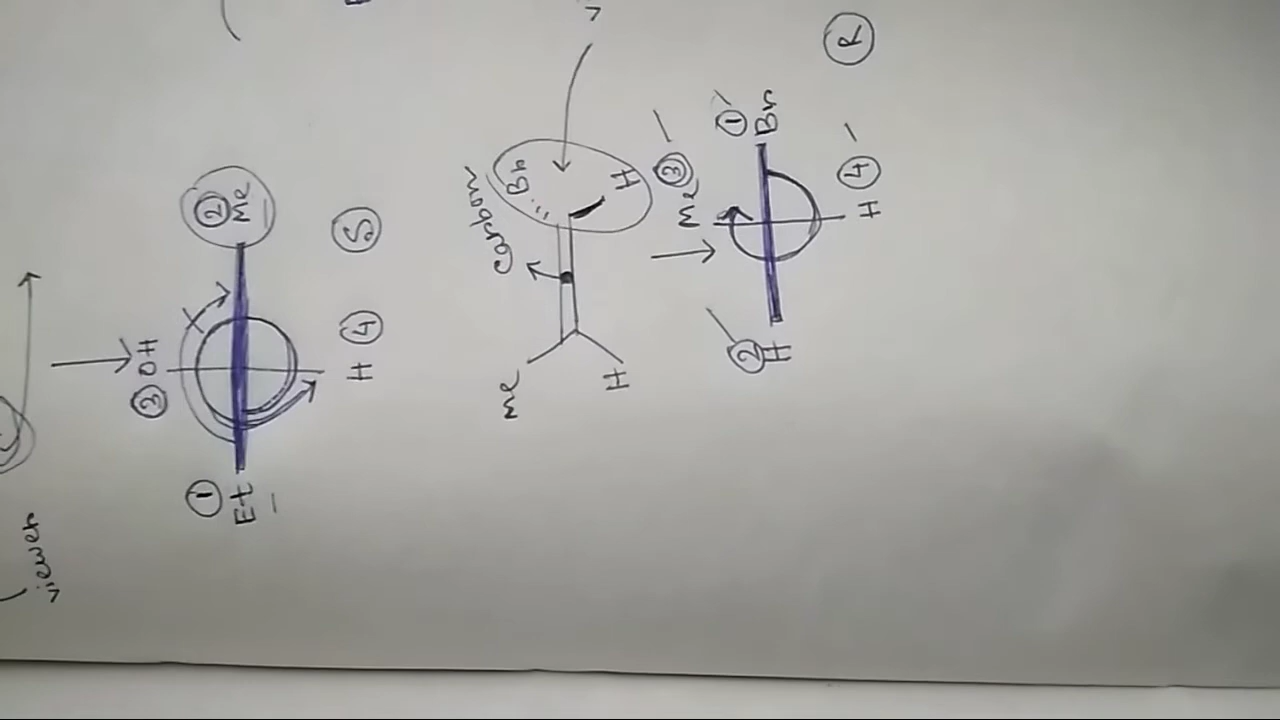 viewer
① Et
③ OH
H ④
② Me
Ⓢ
Me
H
Carbon
Br
H
② H
Me ③
H ④
① Br
Ⓡ